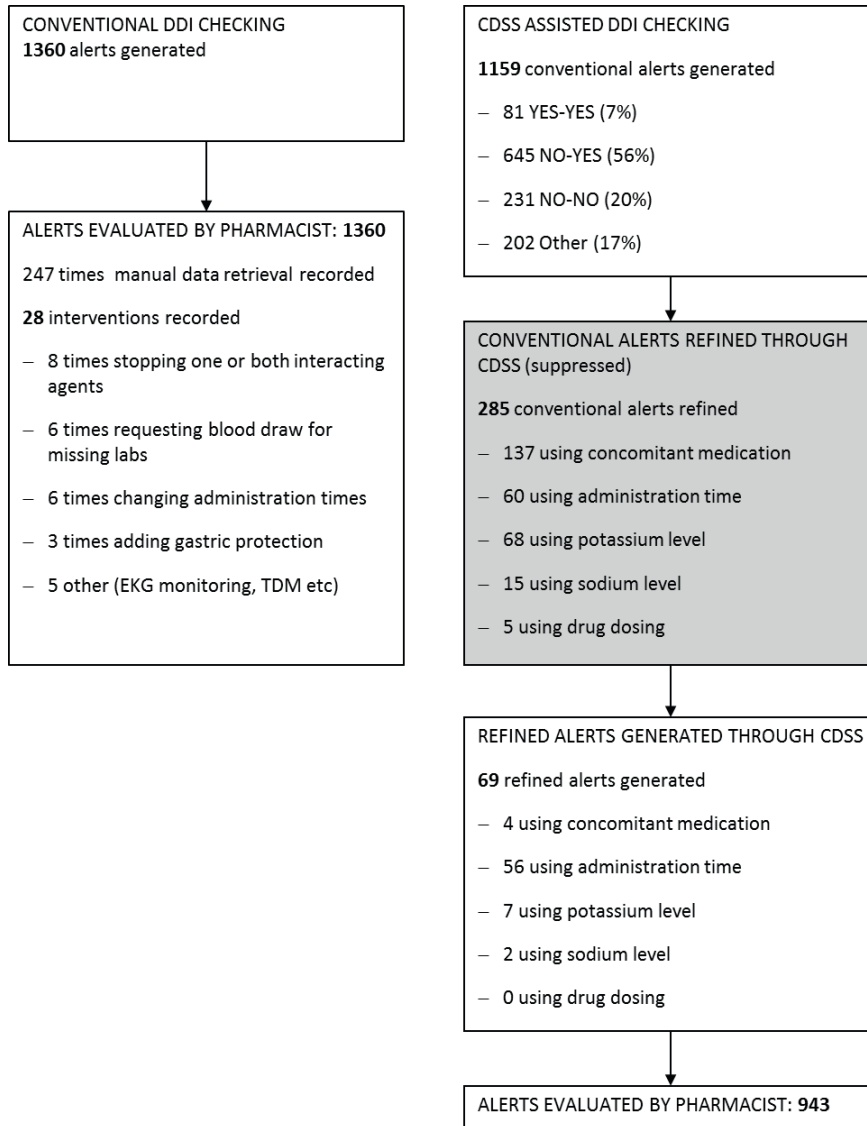 CONVENTIONAL DDI CHECKING
1360 alerts generated
ALERTS EVALUATED BY PHARMACIST: 1360
247 times  manual data retrieval recorded
28 interventions recorded
– 8 times stopping one or both interacting
agents
– 6 times requesting blood draw for
missing labs
– 6 times changing administration times
– 3 times adding gastric protection
– 5 other (EKG monitoring, TDM etc)
CDSS ASSISTED DDI CHECKING
1159 conventional alerts generated
– 81 YES-YES (7%)
– 645 NO-YES (56%)
– 231 NO-NO (20%)
– 202 Other (17%)
CONVENTIONAL ALERTS REFINED THROUGH
CDSS (suppressed)
285 conventional alerts refined
– 137 using concomitant medication
– 60 using administration time
– 68 using potassium level
– 15 using sodium level
– 5 using drug dosing
REFINED ALERTS GENERATED THROUGH CDSS
69 refined alerts generated
– 4 using concomitant medication
– 56 using administration time
– 7 using potassium level
– 2 using sodium level
– 0 using drug dosing
ALERTS EVALUATED BY PHARMACIST: 943